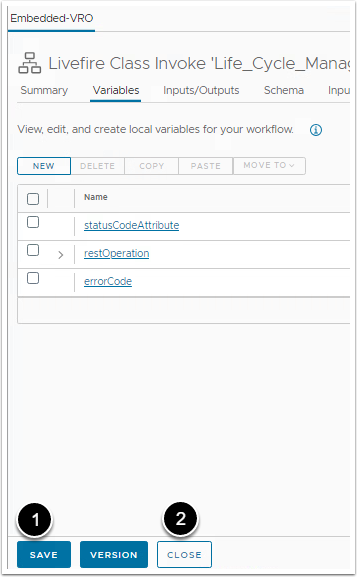 Embedded-VRO
Livefire Class Invoke 'Life_Cycle_Manag
Summary Variables Inputs/Outputs Schema Inpu
View, edit, and create local variables for your workflow.
NEW DELETE COPY PASTE MOVE TO
Name
statusCodeAttribute
restOperation
errorCode
1 2
SAVE VERSION CLOSE